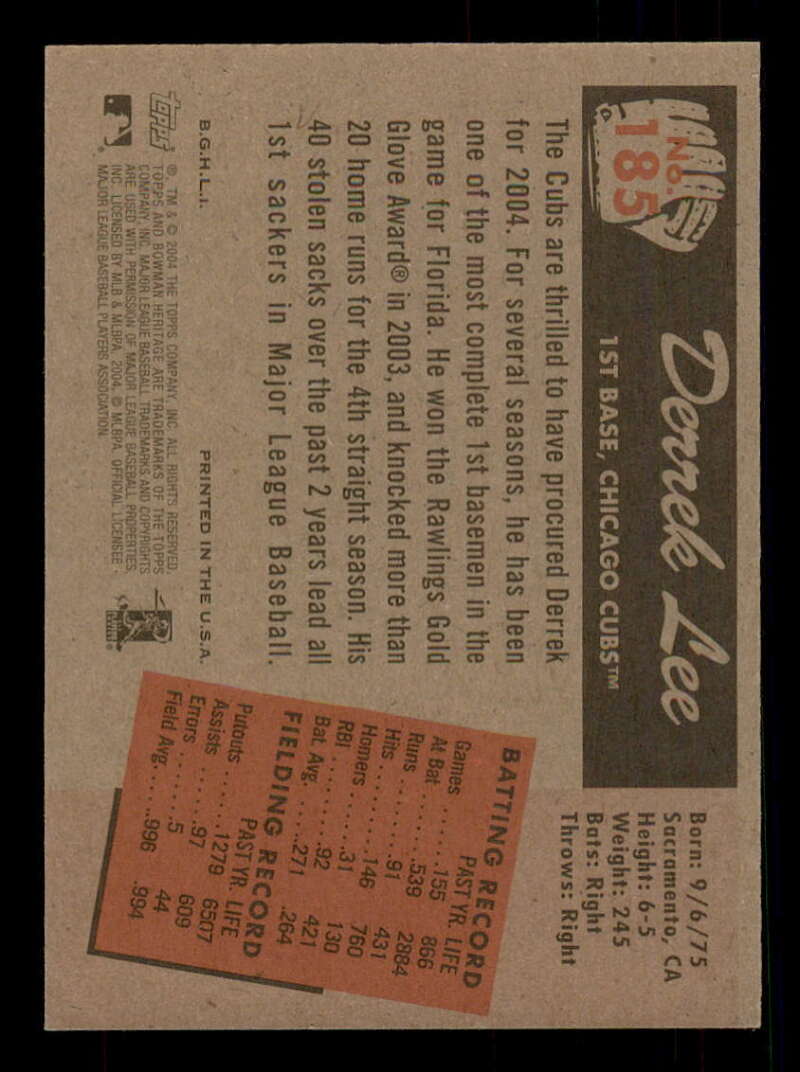 No.
185
Derrek Lee
1ST BASE, CHICAGO CUBS™
Born: 9/6/75
Sacramento, CA
Height: 6-5
Weight: 245
Bats: Right
Throws: Right
The Cubs are thrilled to have procured Derrek
for 2004. For several seasons, he has been
one of the most complete 1st basemen in the
game for Florida. He won the Rawlings Gold
Glove Award® in 2003, and knocked more than
20 home runs for the 4th straight season. His
40 stolen sacks over the past 2 years lead all
1st sackers in Major League Baseball.
BATTING RECORD
PAST YR. LIFE
Games 155 866
At Bat ....... 539 2884
Runs ........ 91 431
Hits ........ 146 760
Homers ..... 31 130
RBI ......... 92 421
Bat. Avg. .... .271 .264
FIELDING RECORD
PAST YR. LIFE
Putouts .... 1279 6507
Assists ..... 97 609
Errors ...... 5 44
Field Avg. .... .996 .994
B.G.H.L.I. PRINTED IN THE U.S.A.
topps®
® TM & © 2004 THE TOPPS COMPANY, INC. ALL RIGHTS RESERVED.
TOPPS AND BOWMAN HERITAGE ARE TRADEMARKS OF THE TOPPS
COMPANY, INC. MAJOR LEAGUE BASEBALL TRADEMARKS AND COPYRIGHTS
ARE USED WITH PERMISSION OF MAJOR LEAGUE BASEBALL PROPERTIES,
INC. LICENSED BY MLB & MLBPA 2004. © MLBPA. OFFICIAL LICENSEE -
MAJOR LEAGUE BASEBALL PLAYERS ASSOCIATION.